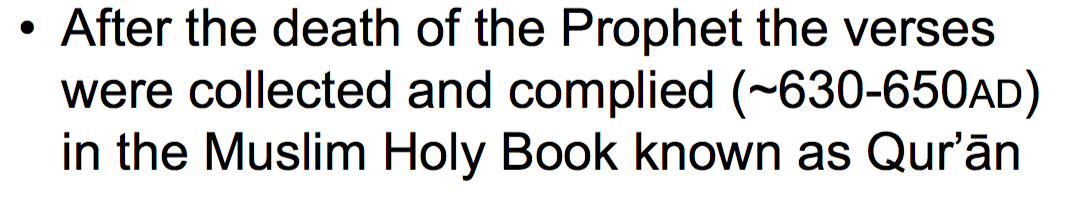 • After the death of the Prophet the verses
were collected and complied (~630-650AD)
in the Muslim Holy Book known as Qur’ān